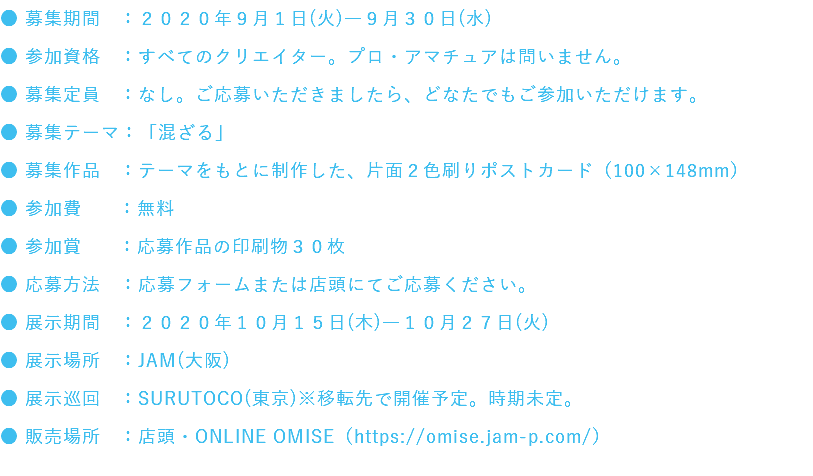 ● 募集期間　：２０２０年９月１日(火)ー９月３０日(水)
● 参加資格　：すべてのクリエイター。プロ・アマチュアは問いません。
● 募集定員　：なし。ご応募いただきましたら、どなたでもご参加いただけます。
● 募集テーマ：「混ざる」
● 募集作品　：テーマをもとに制作した、片面２色刷りポストカード（100×148mm）
● 参加費　　：無料
● 参加賞　　：応募作品の印刷物３０枚
● 応募方法　：応募フォームまたは店頭にてご応募ください。
● 展示期間　：２０２０年１０月１５日(木)ー１０月２７日(火)
● 展示場所　：JAM(大阪)
● 展示巡回　：SURUTOCO(東京)※移転先で開催予定。時期未定。
● 販売場所　：店頭・ONLINE OMISE（https://omise.jam-p.com/）